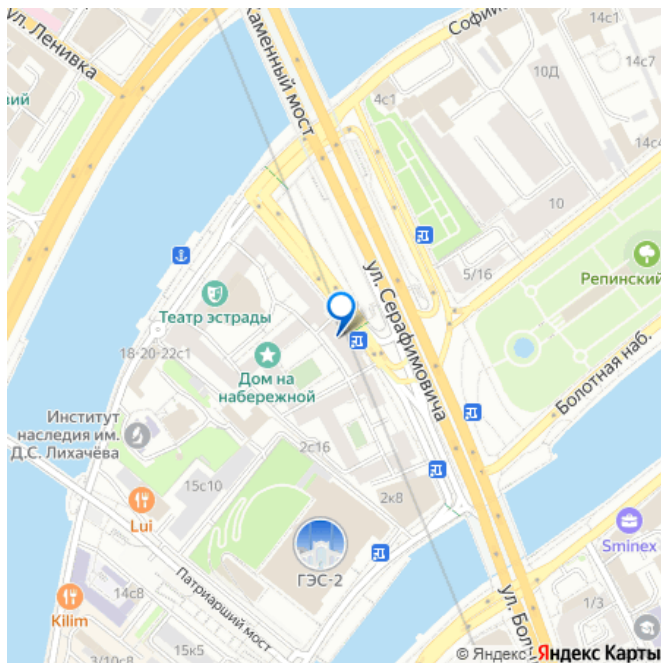 ул. Ленивка
Каменный мост
Софий
14с1
14с7
10Д
4с1
14с4
10
5/16
Репинский
ул. Серафимовича
Театр эстрады
18-20-22с1
Дом на
набережной
Болотная наб.
Институт
наследия им.
Д.С. Лихачёва
2с16
15с10
2к8
Lui
Sminex
ГЭС-2
Патриарший мост
14с8
Kilim
1/3
15к5
3/10с8
ул. Бол
© Яндекс Яндекс Карты